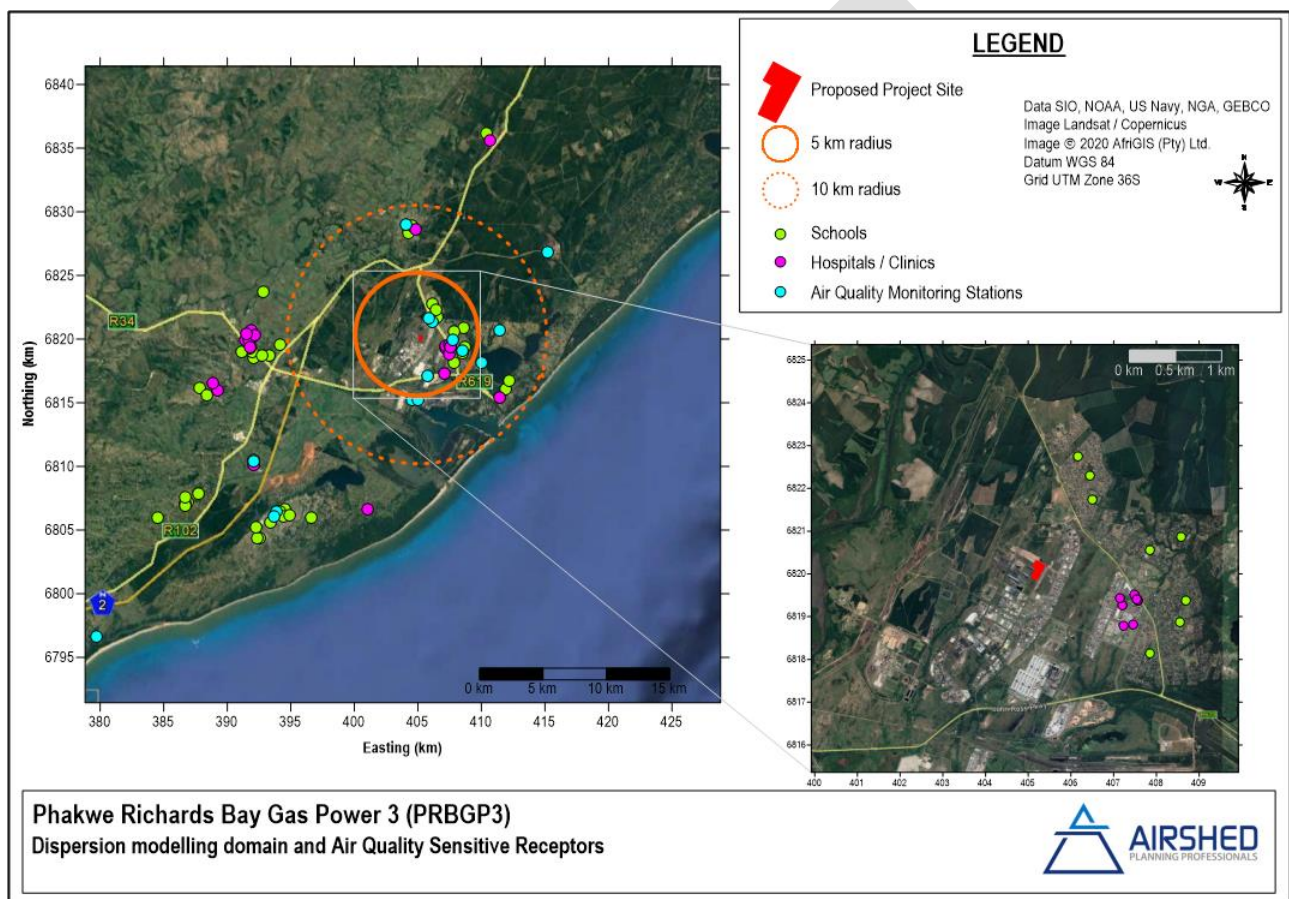 LEGEND
Proposed Project Site
5 km radius
10 km radius
Schools
Hospitals / Clinics
Air Quality Monitoring Stations
Data SIO, NOAA, US Navy, NGA, GEBCO
Image Landsat / Copernicus
Image © 2020 AfriGIS (Pty) Ltd.
Datum WGS 84
Grid UTM Zone 36S
N
W E
S
Northing (km)
6840
6835
6830
6825
6820
6815
6810
6805
6800
6795
380 385 390 395 400 405 410 415 420 425
Easting (km)
R34
R619
R102
2
0 km 5 km 10 km 15 km
0 km 0.5 km 1 km
6825
6824
6823
6822
6821
6820
6819
6818
6817
6816
400 401 402 403 404 405 406 407 408 409
Phakwe Richards Bay Gas Power 3 (PRBGP3)
Dispersion modelling domain and Air Quality Sensitive Receptors
AIRSHED
PLANNING PROFESSIONALS